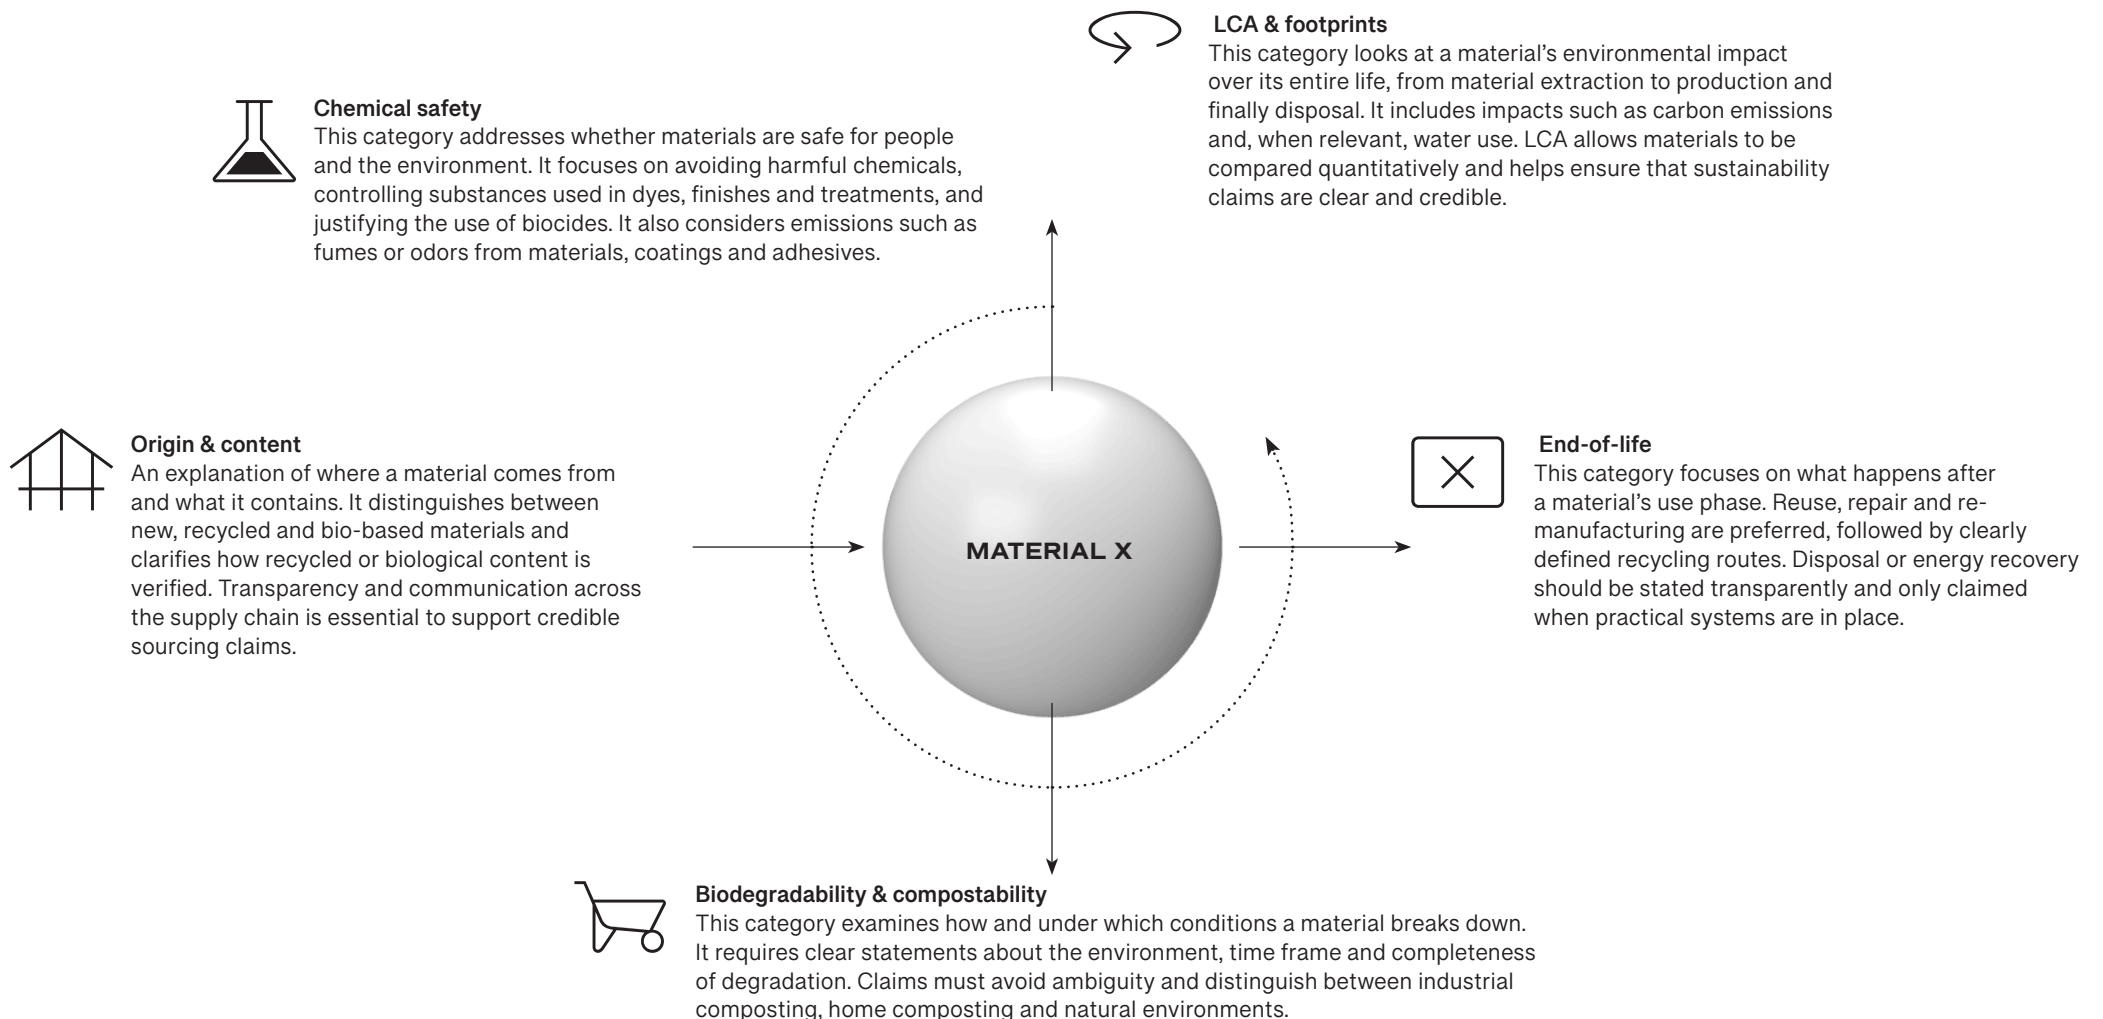 LCA & footprints
This category looks at a material’s environmental impact
over its entire life, from material extraction to production and
finally disposal. It includes impacts such as carbon emissions
and, when relevant, water use. LCA allows materials to be
compared quantitatively and helps ensure that sustainability
claims are clear and credible.
Chemical safety
This category addresses whether materials are safe for people
and the environment. It focuses on avoiding harmful chemicals,
controlling substances used in dyes, finishes and treatments, and
justifying the use of biocides. It also considers emissions such as
fumes or odors from materials, coatings and adhesives.
Origin & content
An explanation of where a material comes from
and what it contains. It distinguishes between
new, recycled and bio-based materials and
clarifies how recycled or biological content is
verified. Transparency and communication across
the supply chain is essential to support credible
sourcing claims.
MATERIAL X
End-of-life
This category focuses on what happens after
a material’s use phase. Reuse, repair and re-
manufacturing are preferred, followed by clearly
defined recycling routes. Disposal or energy recovery
should be stated transparently and only claimed
when practical systems are in place.
Biodegradability & compostability
This category examines how and under which conditions a material breaks down.
It requires clear statements about the environment, time frame and completeness
of degradation. Claims must avoid ambiguity and distinguish between industrial
composting, home composting and natural environments.